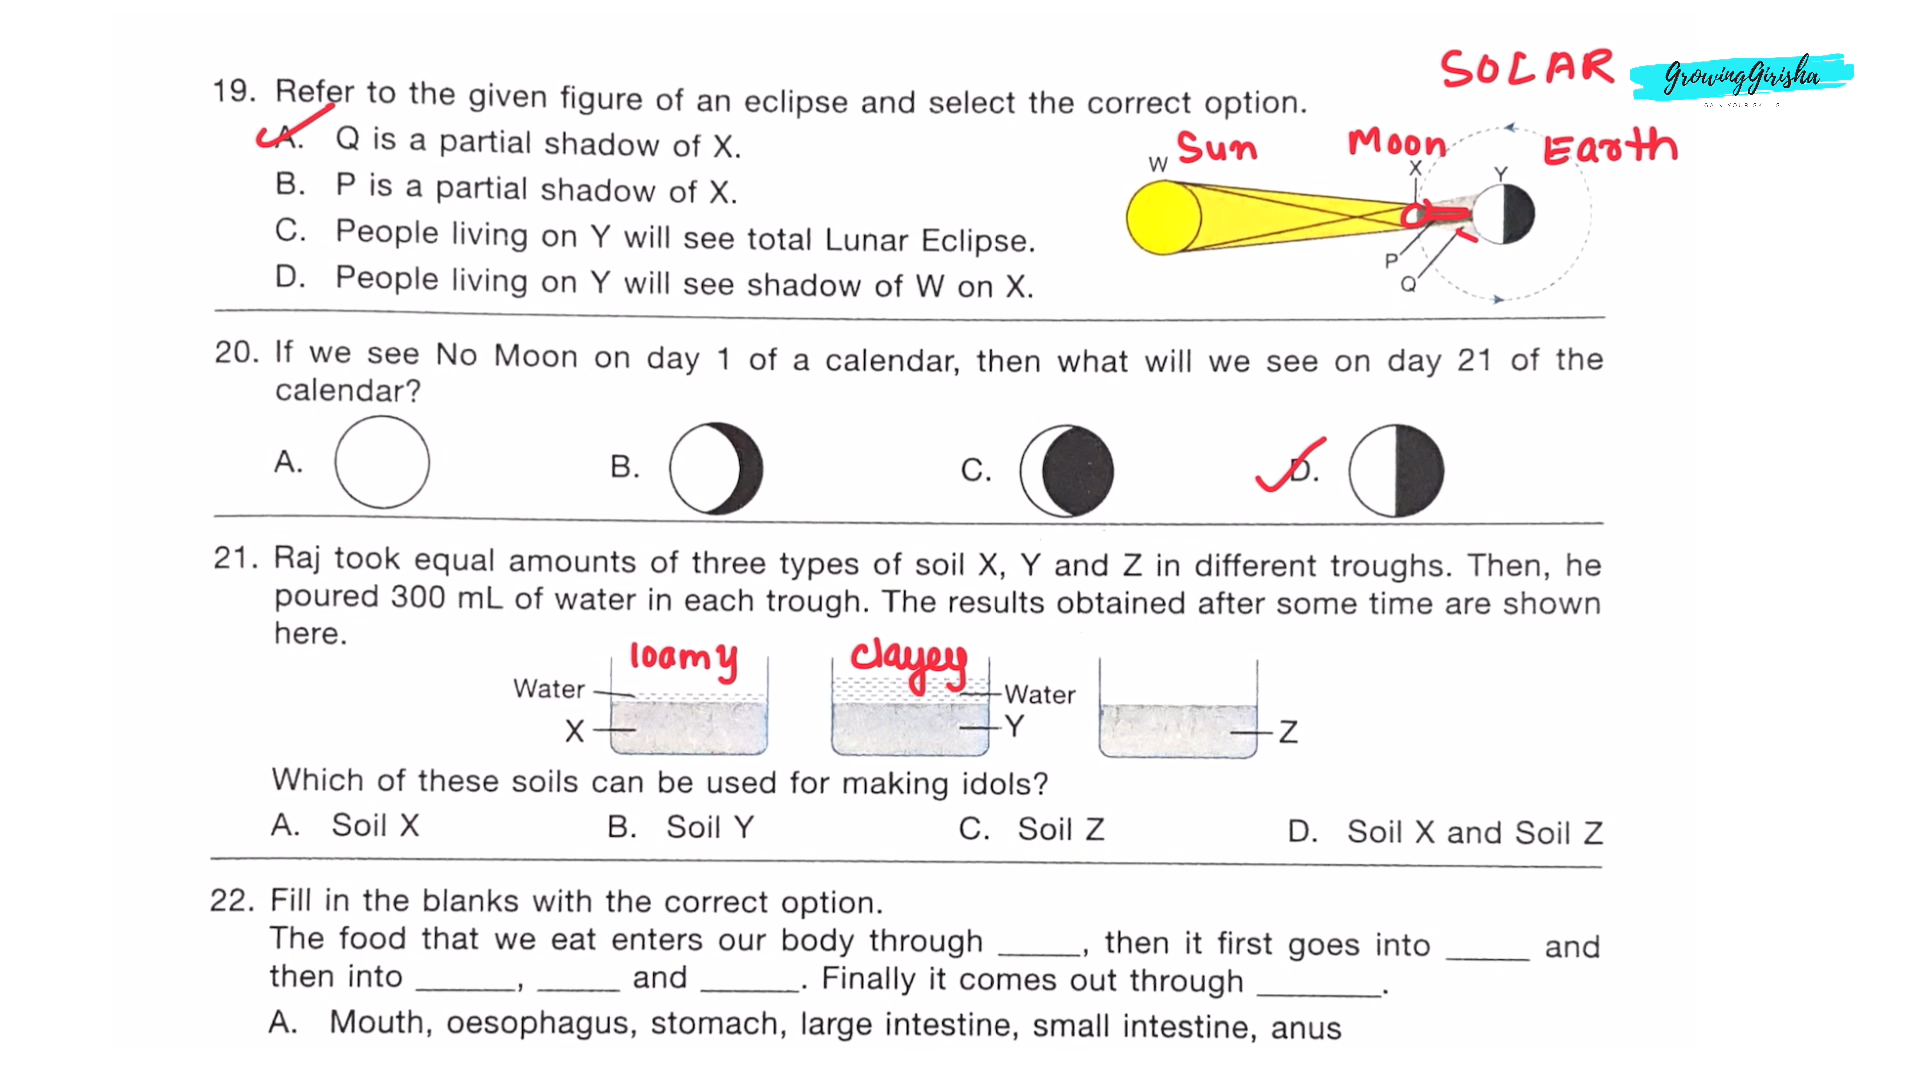 SOLAR
GrowingGirisha
GAIN YOUR SKILLS
19. Refer to the given figure of an eclipse and select the correct option.
A. Q is a partial shadow of X.
B. P is a partial shadow of X.
C. People living on Y will see total Lunar Eclipse.
D. People living on Y will see shadow of W on X.
W Sun Moon Earth
X Y
P
Q
20. If we see No Moon on day 1 of a calendar, then what will we see on day 21 of the
calendar?
A. B. C. D.
21. Raj took equal amounts of three types of soil X, Y and Z in different troughs. Then, he
poured 300 mL of water in each trough. The results obtained after some time are shown
here.
loamy clayey
Water Water
X Y Z
Which of these soils can be used for making idols?
A. Soil X B. Soil Y C. Soil Z D. Soil X and Soil Z
22. Fill in the blanks with the correct option.
The food that we eat enters our body through _____, then it first goes into _____ and
then into ______, _____ and ______. Finally it comes out through _______.
A. Mouth, oesophagus, stomach, large intestine, small intestine, anus